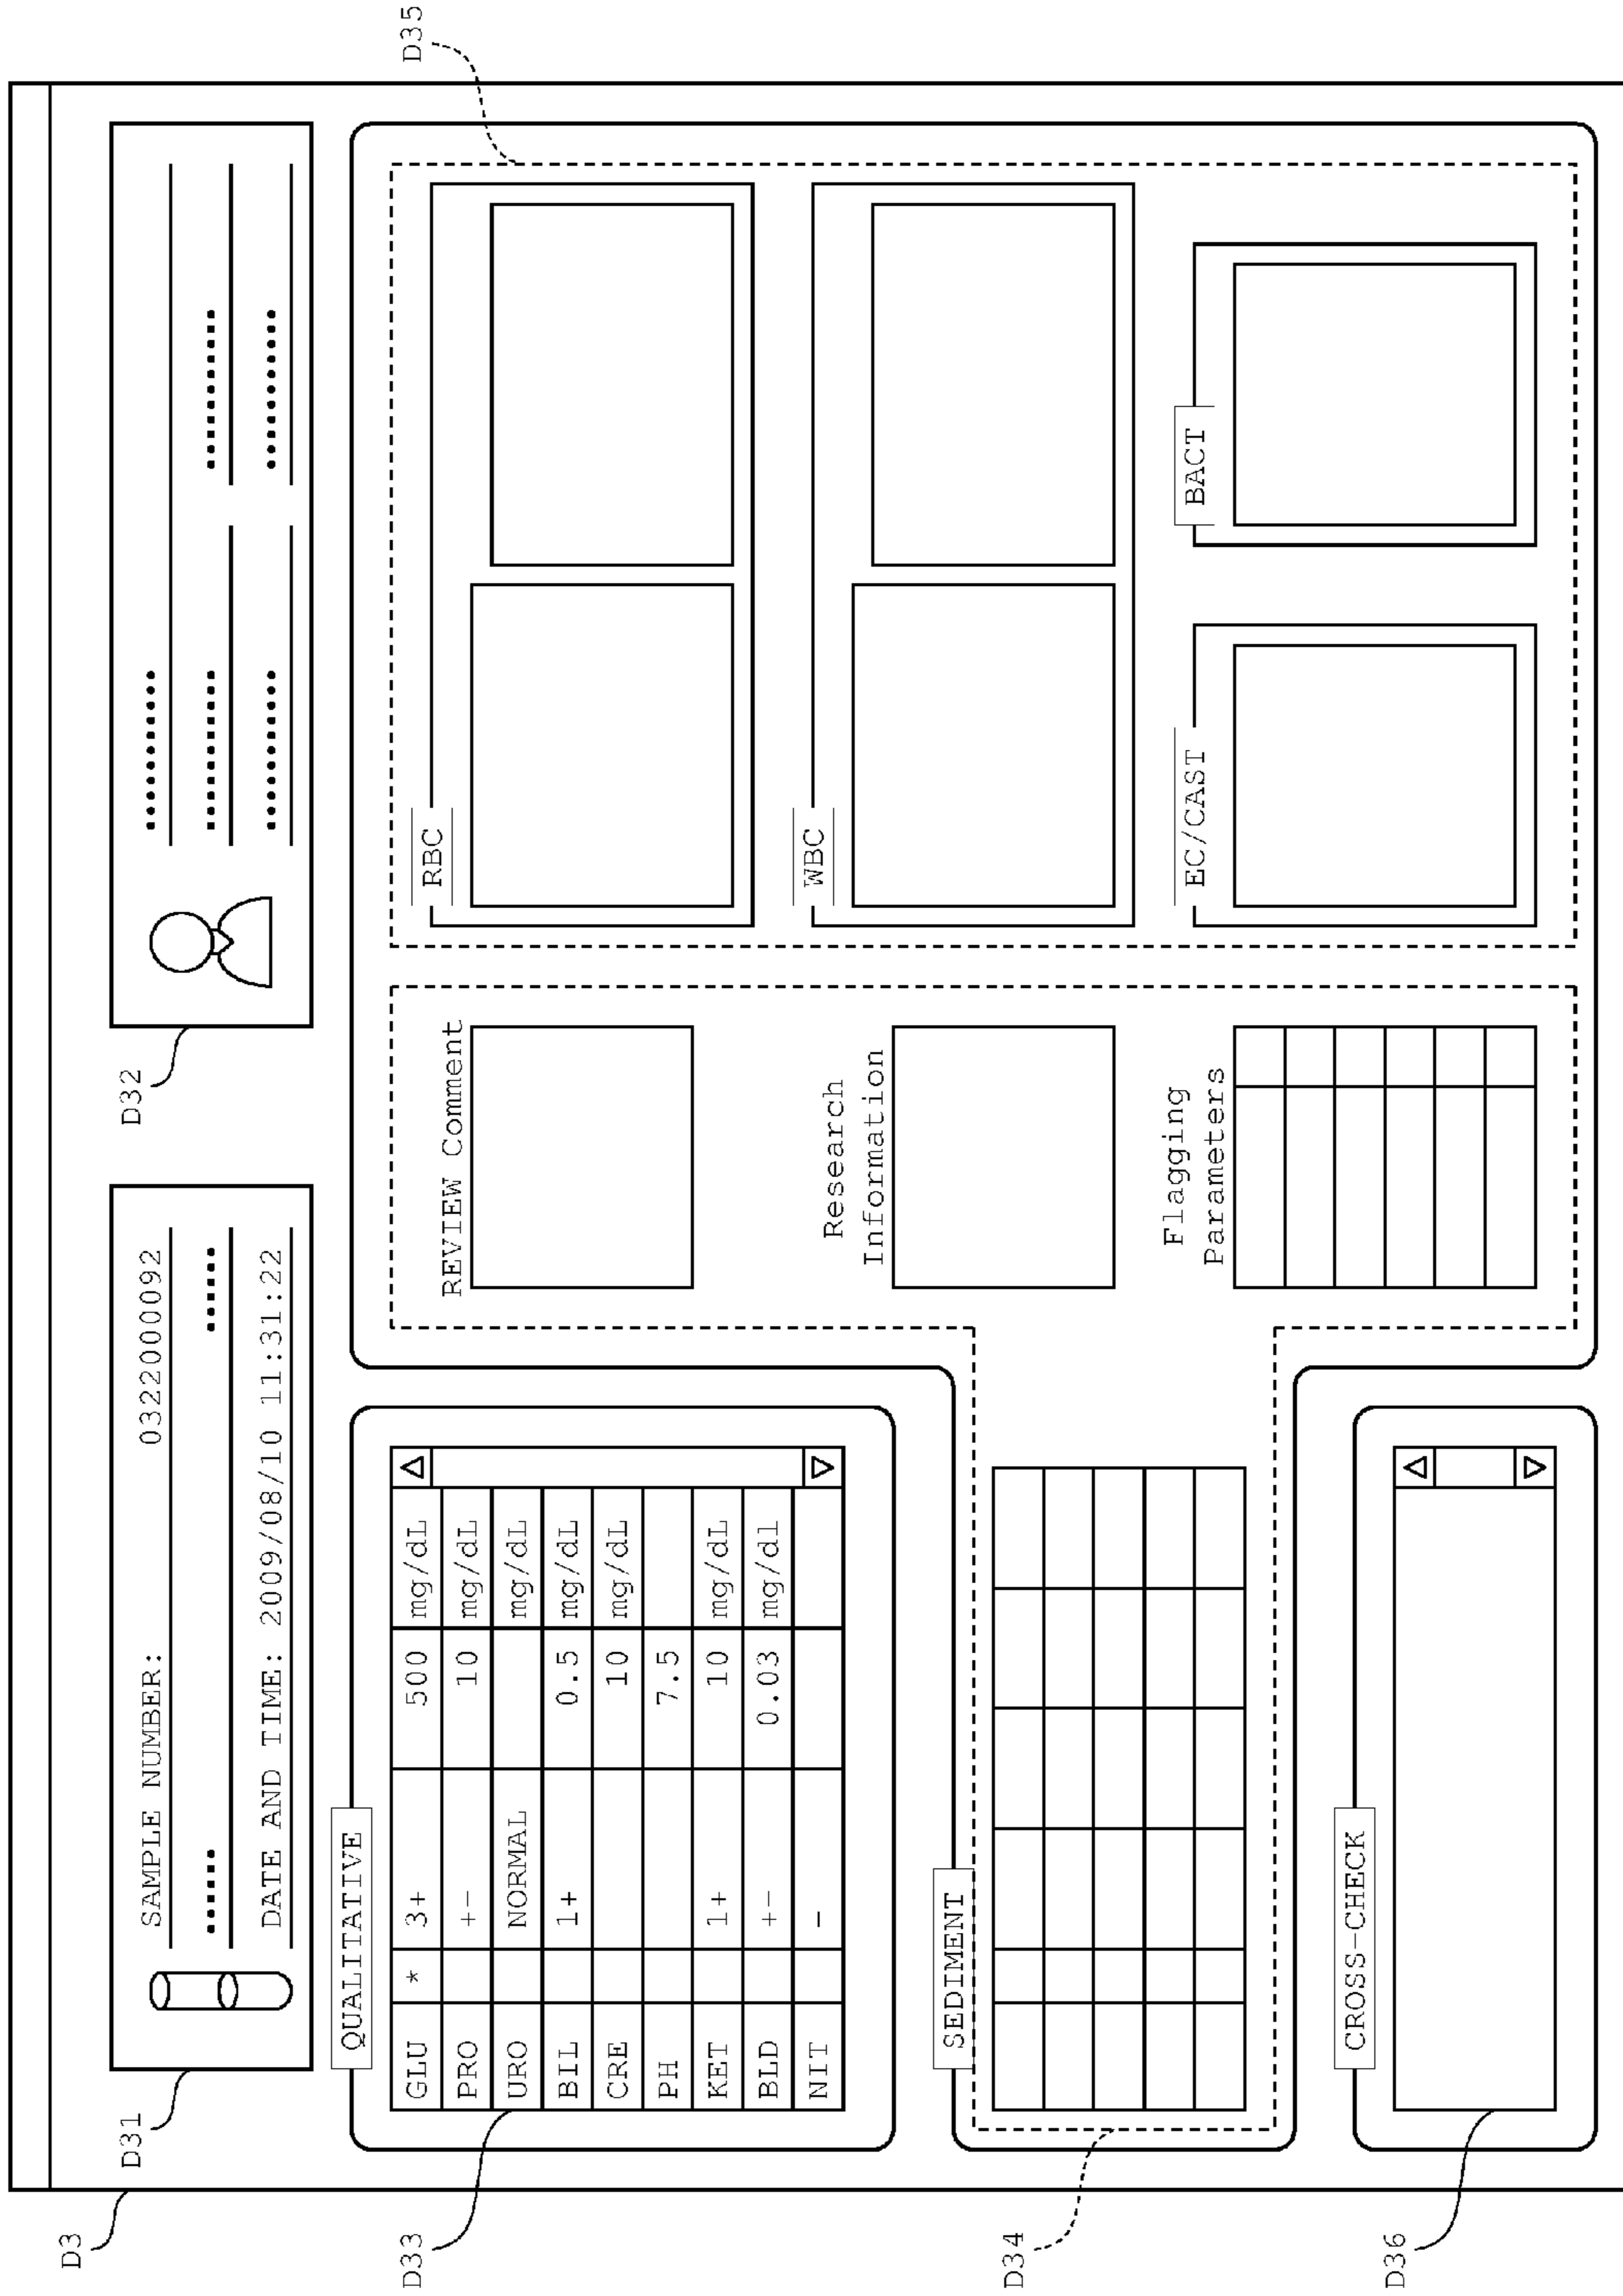 D3
D31
D32
SAMPLE NUMBER: 0322000092
DATE AND TIME: 2009/08/10 11:31:22
D33
QUALITATIVE
GLU * 3+ 500 mg/dL
PRO +- 10 mg/dL
URO NORMAL mg/dL
BIL 1+ 0.5 mg/dL
CRE 10 mg/dL
PH 7.5
KET 1+ 10 mg/dL
BLD +- 0.03 mg/dl
NIT -
D34
SEDIMENT
REVIEW Comment
Research
Information
Flagging
Parameters
D35
RBC
WBC
EC/CAST
BACT
D36
CROSS-CHECK